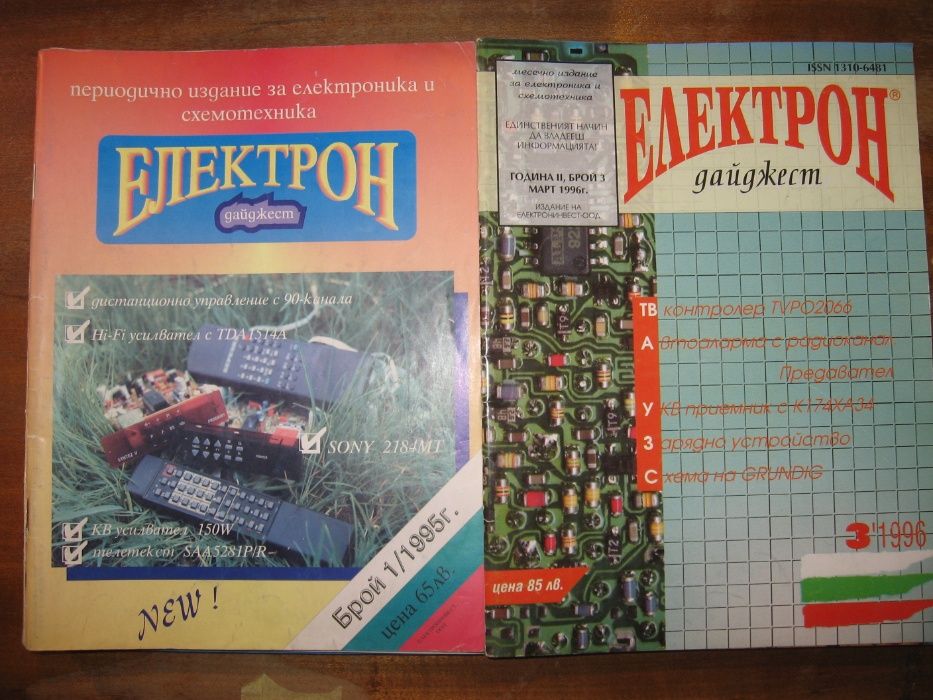 периодично издание за електроника и
схемотехника
ЕЛЕКТРОН
дайджест
дистанционно управление с 90-канала
Hi-Fi усилвател с TDA1514A
SONY 2184MT
КВ усилвател 150W
телетекст SAA5281P/R
NEW !
Брой 1/1995г.
цена 65лв.
месечно издание
за електроника и
схемотехника
ЕДИНСТВЕНИЯТ НАЧИН
ДА ВЛАДЕЕШ
ИНФОРМАЦИЯТА!
ГОДИНА II, БРОЙ 3
МАРТ 1996г.
ИЗДАНИЕ НА
ЕЛЕКТРОНИНВЕСТ-ООД
ISSN 1310-6481
ЕЛЕКТРОН®
дайджест
ТВ контролер TVPO2066
Автоаларма с радиоканал
Предавател
УКВ приемник с К174ХА34
Зарядно устройство
Схема на GRUNDIG
3'1996
цена 85 лв.